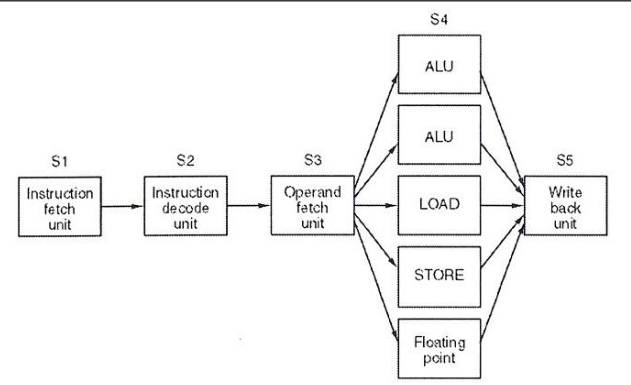 S4
ALU
ALU
S1
Instruction
fetch
unit
S2
Instruction
decode
unit
S3
Operand
fetch
unit
LOAD
S5
Write
back
unit
STORE
Floating
point